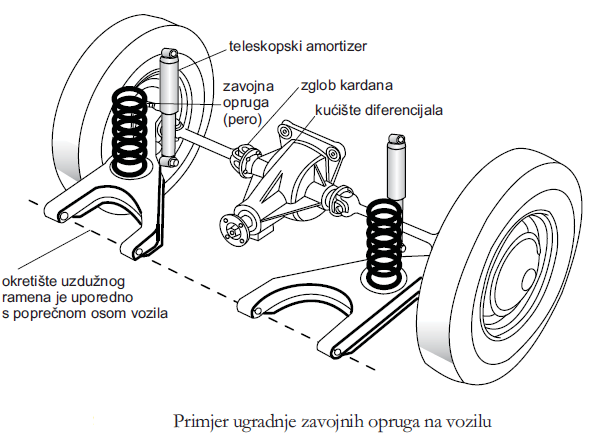 teleskopski amortizer
zavojna
opruga
(pero)
zglob kardana
kućište diferencijala
okretište uzdužnog
ramena je uporedno
s poprečnom osom vozila
Primjer ugradnje zavojnih opruga na vozilu